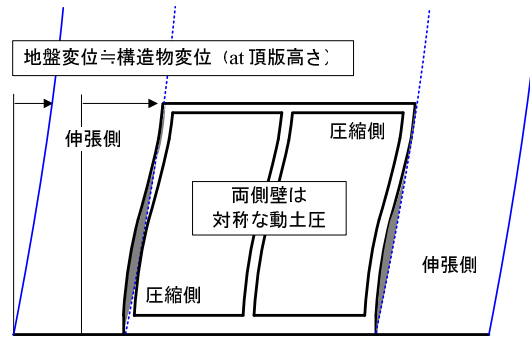 地盤変位≒構造物変位（at 頂版高さ）
伸張側
圧縮側
両側壁は
対称な動土圧
伸張側
圧縮側